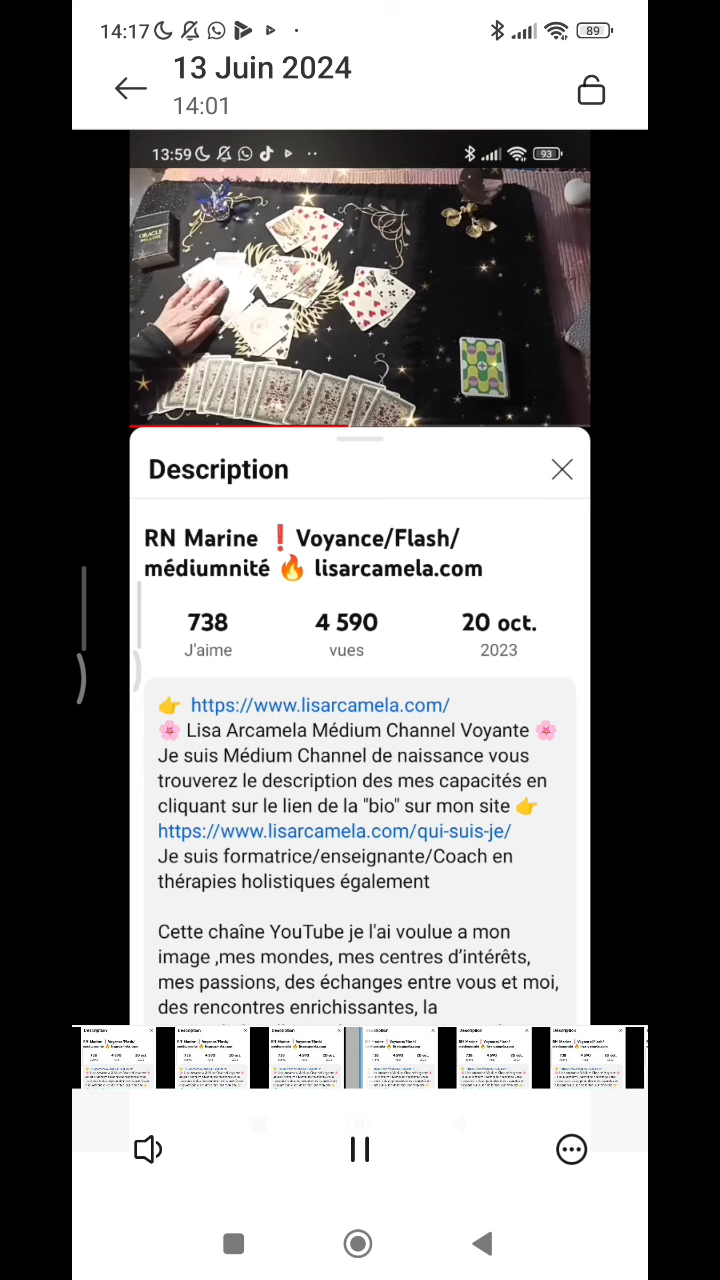 14:17
89
13 Juin 2024
14:01
13:59
93
ORACLE
Description
RN Marine ❗ Voyance/Flash/
médiumnité 🔥 lisarcamela.com
738
4 590
20 oct.
J'aime
vues
2023
👉 https://www.lisarcamela.com/
🌸 Lisa Arcamela Médium Channel Voyante 🌸
Je suis Médium Channel de naissance vous
trouverez le description des mes capacités en
cliquant sur le lien de la "bio" sur mon site 👉
https://www.lisarcamela.com/qui-suis-je/
Je suis formatrice/enseignante/Coach en
thérapies holistiques également
Cette chaîne YouTube je l'ai voulue a mon
image ,mes mondes, mes centres d'intérêts,
mes passions, des échanges entre vous et moi,
des rencontres enrichissantes, la